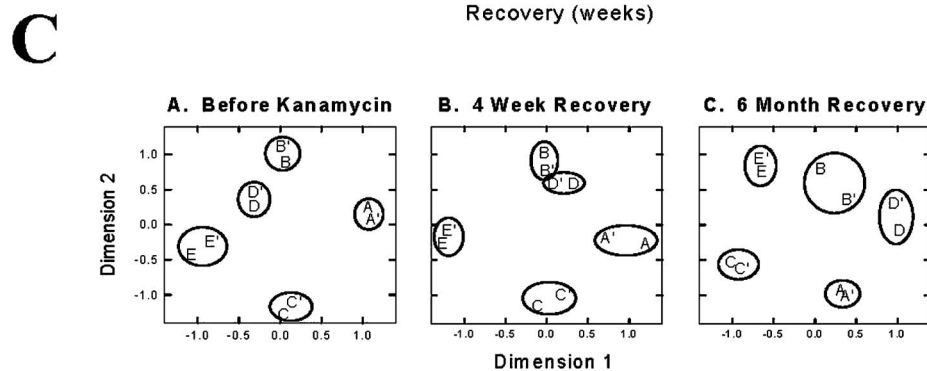 Recovery (weeks)
C
A. Before Kanamycin
B. 4 Week Recovery
C. 6 Month Recovery
Dimension 2
1.0
0.5
0.0
-0.5
-1.0
B'
B
D'
D
A
A'
E'
E
C'
C
-1.0 -0.5 0.0 0.5 1.0
B
B'
D' D
E'
E
A'
A
C'
C
-1.0 -0.5 0.0 0.5 1.0
E'
E
B
B'
D'
D
C
C'
A
A'
-1.0 -0.5 0.0 0.5 1.0
Dimension 1